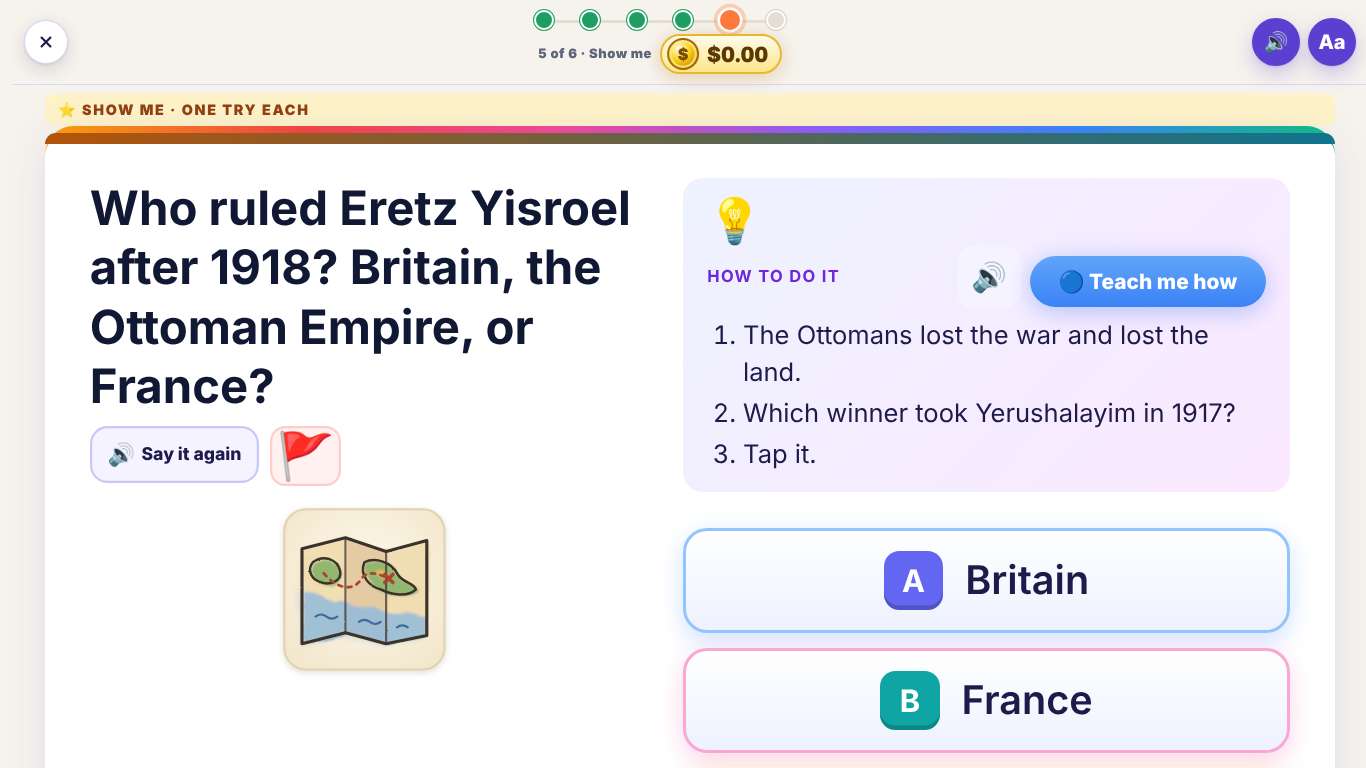 ×
5 of 6 · Show me
$ $0.00
🔊
Aa
⭐ SHOW ME · ONE TRY EACH
Who ruled Eretz Yisroel
after 1918? Britain, the
Ottoman Empire, or
France?
🔊 Say it again
🚩
💡
HOW TO DO IT
🔊
🔵 Teach me how
1. The Ottomans lost the war and lost the
land.
2. Which winner took Yerushalayim in 1917?
3. Tap it.
A Britain
B France